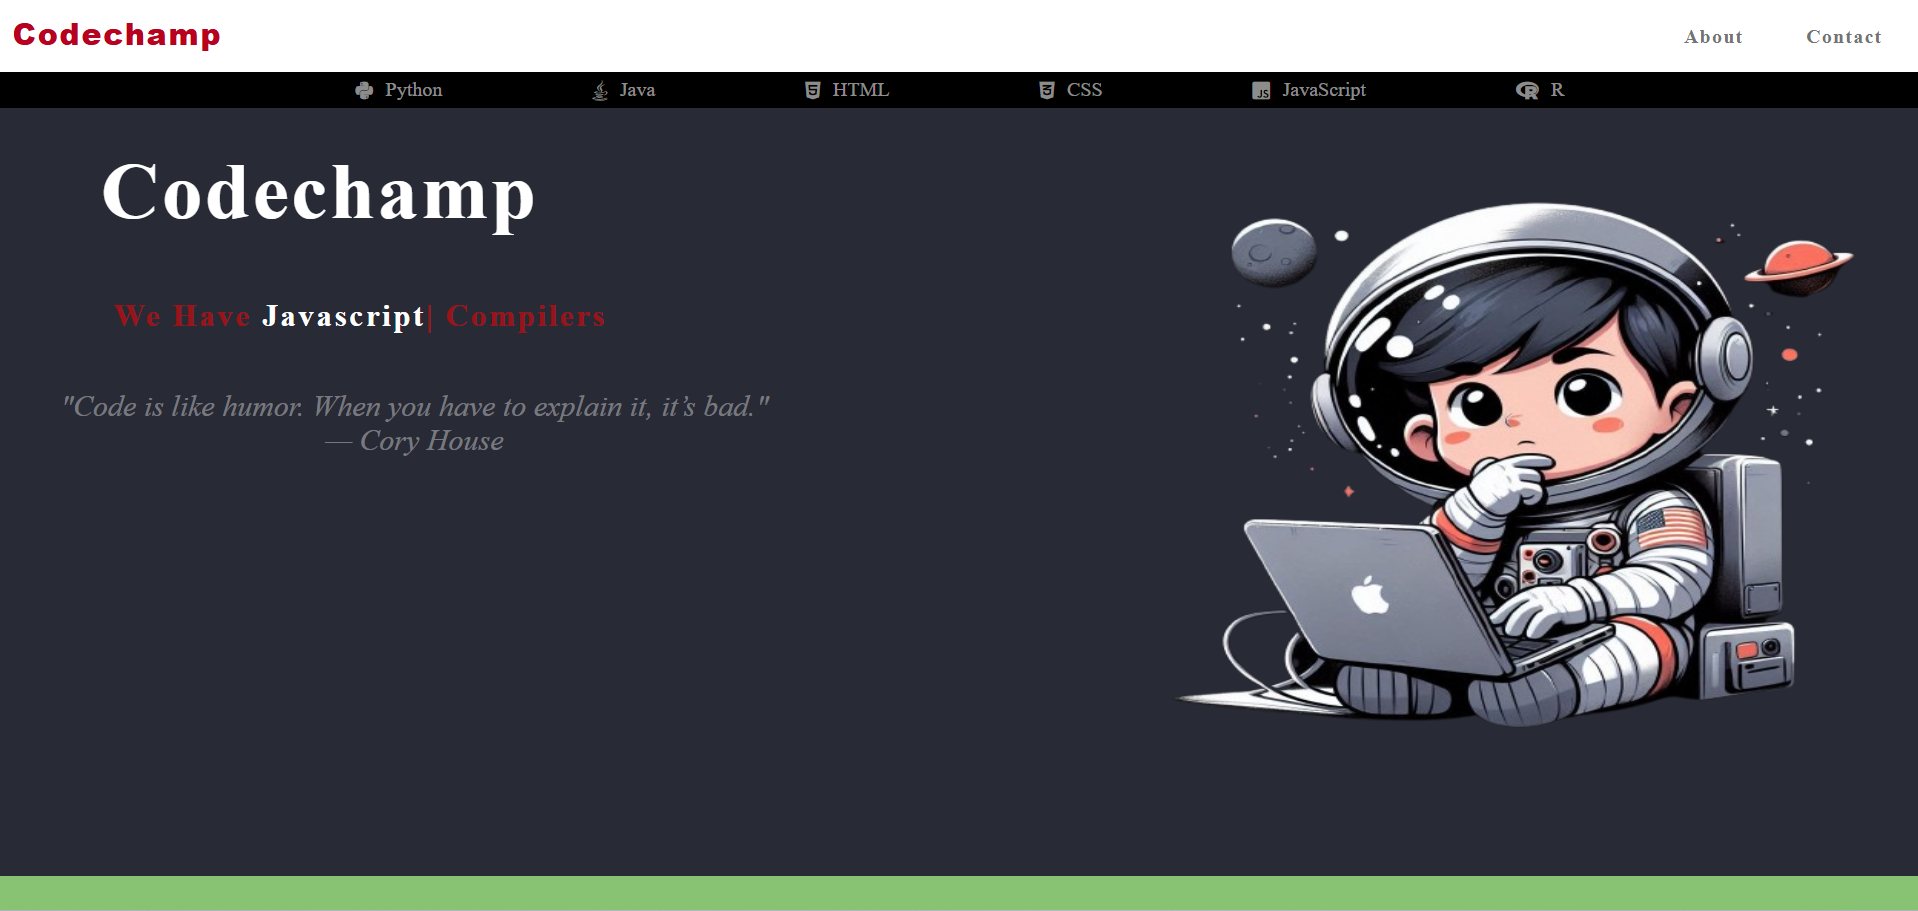 Codechamp
About Contact
Python Java HTML CSS JavaScript R
Codechamp
We Have Javascript| Compilers
"Code is like humor. When you have to explain it, it’s bad."
— Cory House